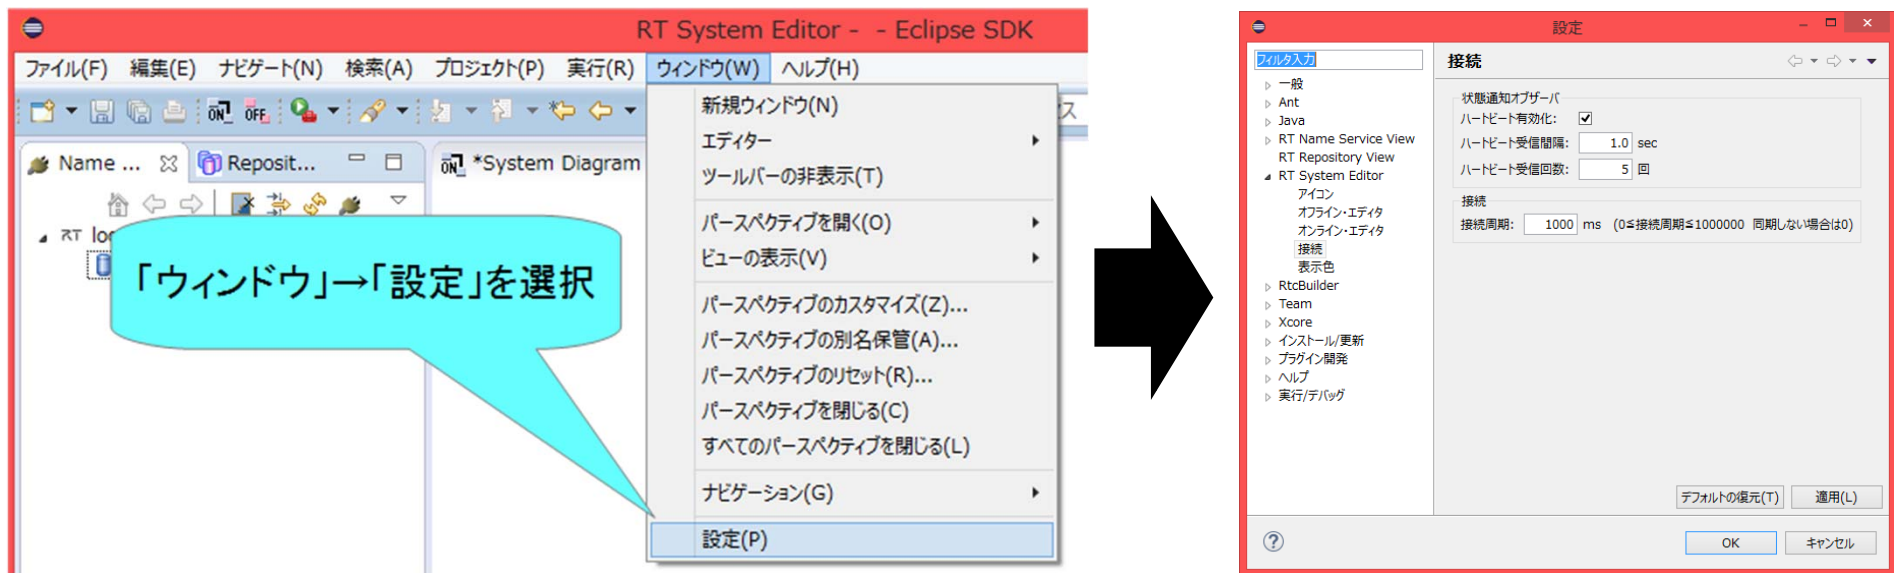 RT System Editor - - Eclipse SDK
ファイル(F) 編集(E) ナビゲート(N) 検索(A) プロジェクト(P) 実行(R) ウィンドウ(W) ヘルプ(H)
ON OFF
Name ... Reposit... ON *System Diagram
RT loc
「ウィンドウ」→「設定」を選択
新規ウィンドウ(N)
エディター
ツールバーの非表示(T)
パースペクティブを開く(O)
ビューの表示(V)
パースペクティブのカスタマイズ(Z)...
パースペクティブの別名保管(A)...
パースペクティブのリセット(R)...
パースペクティブを閉じる(C)
すべてのパースペクティブを閉じる(L)
ナビゲーション(G)
設定(P)
設定
フィルタ入力
一般
Ant
Java
RT Name Service View
RT Repository View
RT System Editor
アイコン
オフライン・エディタ
オンライン・エディタ
接続
表示色
RtcBuilder
Team
Xcore
インストール/更新
プラグイン開発
ヘルプ
実行/デバッグ
接続
状態通知オブザーバ
ハートビート有効化:
ハートビート受信間隔: 1.0 sec
ハートビート受信回数: 5 回
接続
接続周期: 1000 ms (0≦接続周期≦1000000 同期しない場合は0)
デフォルトの復元(T) 適用(L)
OK キャンセル